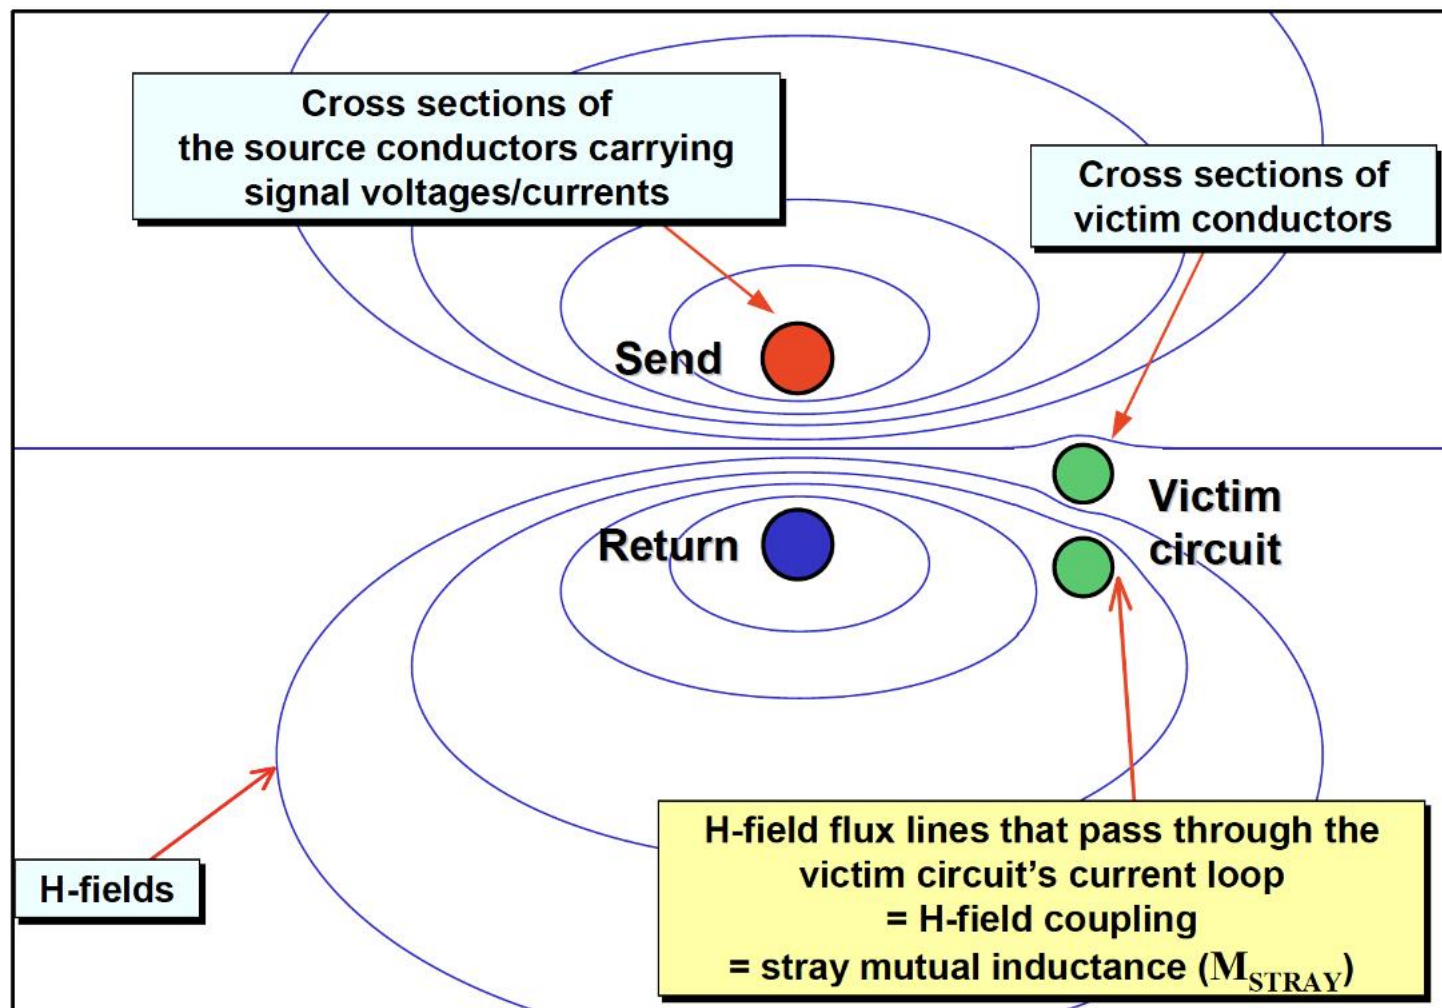 Cross sections of
the source conductors carrying
signal voltages/currents
Cross sections of
victim conductors
Send
Return
Victim
circuit
H-fields
H-field flux lines that pass through the
victim circuit’s current loop
= H-field coupling
= stray mutual inductance (MSTRAY)